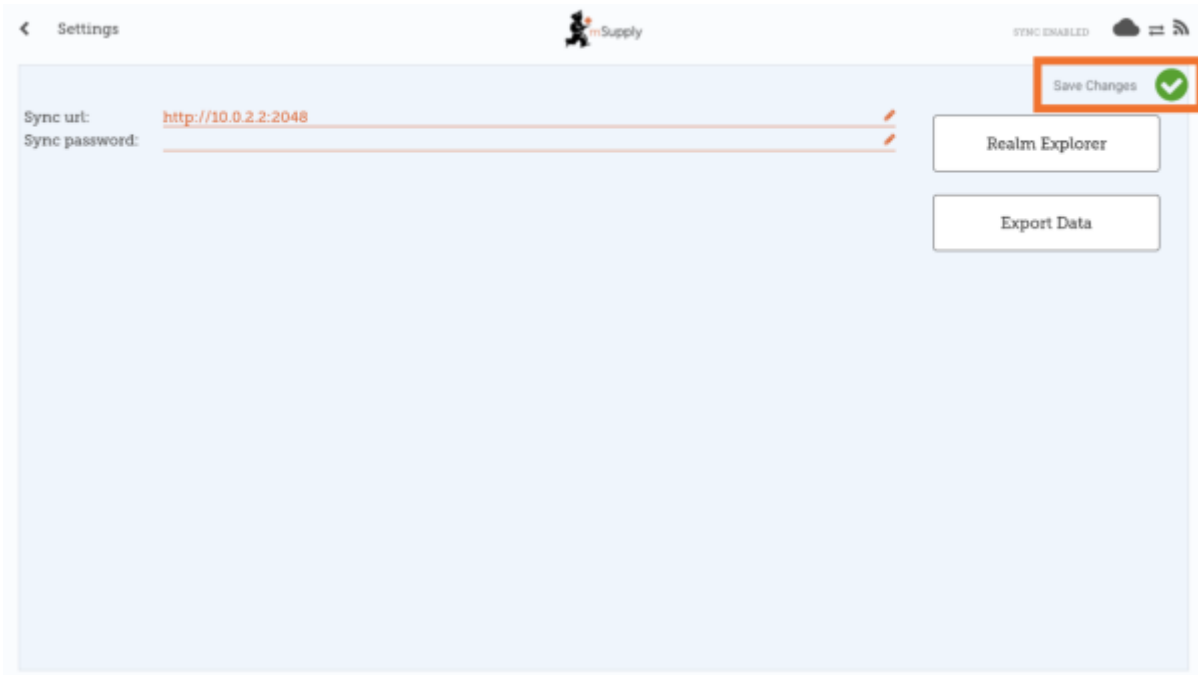 Settings
mSupply
SYNC ENABLED
Save Changes
Sync url: http://10.0.2.2:2048
Sync password:
Realm Explorer
Export Data